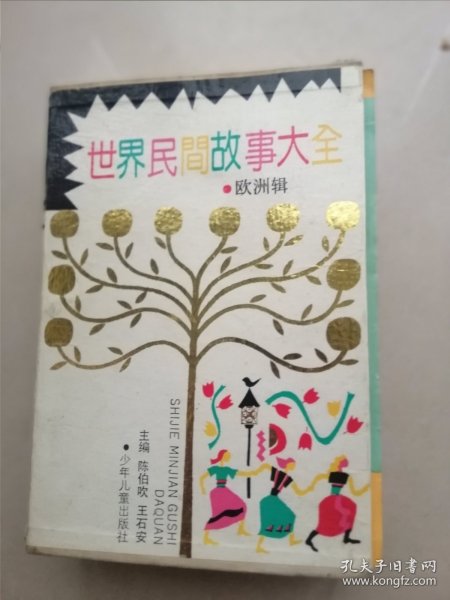 世界民間故事大全
•欧洲辑
SHIJIE MINJIAN GUSHI
DAQUAN
主编 陈伯吹 王石安
•少年儿童出版社
孔夫子旧书网
www.kongfz.com